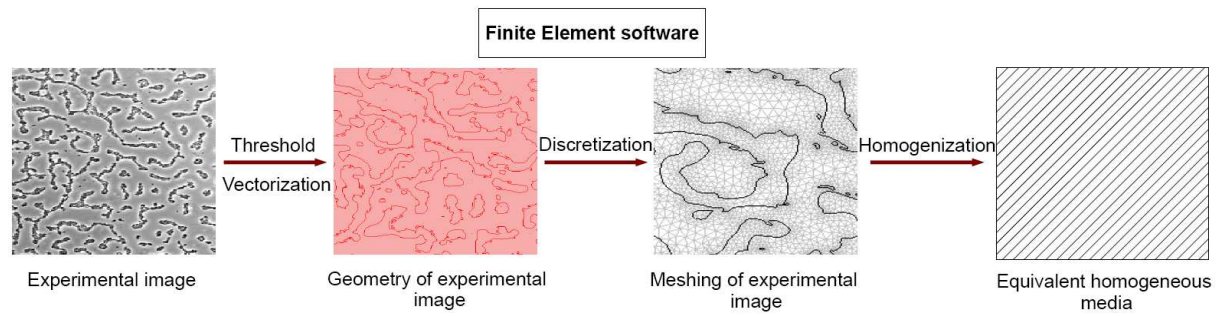 Finite Element software
Threshold
Vectorization
Discretization
Homogenization
Experimental image
Geometry of experimental
image
Meshing of experimental
image
Equivalent homogeneous
media